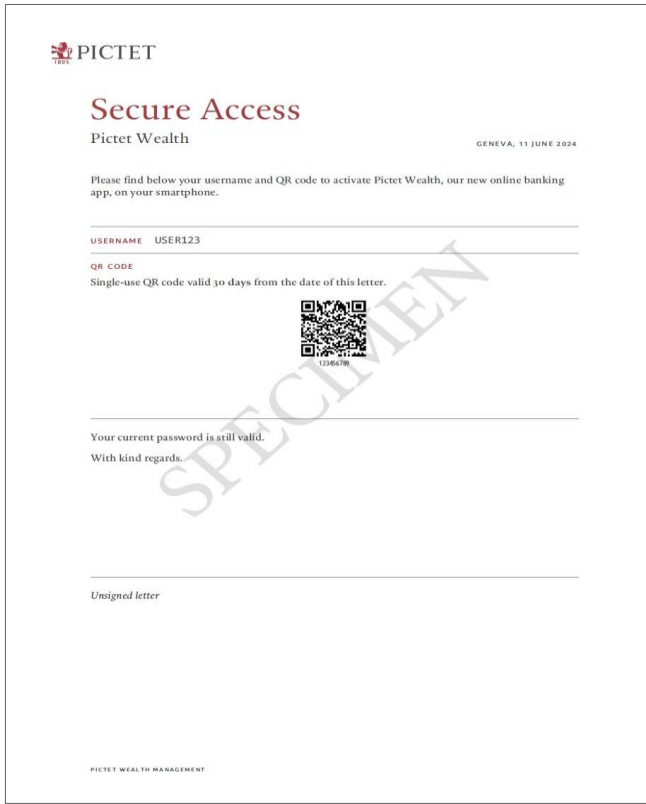 PICTET
1805
Secure Access
Pictet Wealth
GENEVA, 11 JUNE 2024
Please find below your username and QR code to activate Pictet Wealth, our new online banking
app, on your smartphone.
USERNAME USER123
QR CODE
Single-use QR code valid 30 days from the date of this letter.
123456789
SPECIMEN
Your current password is still valid.
With kind regards.
Unsigned letter
PICTET WEALTH MANAGEMENT